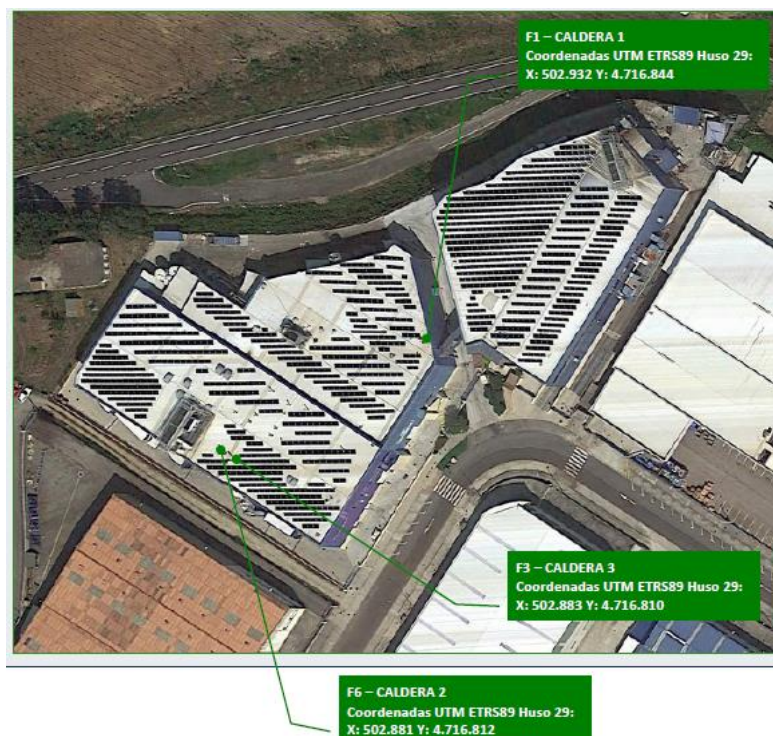 F1 – CALDERA 1
Coordenadas UTM ETRS89 Huso 29:
X: 502.932 Y: 4.716.844
F3 – CALDERA 3
Coordenadas UTM ETRS89 Huso 29:
X: 502.883 Y: 4.716.810
F6 – CALDERA 2
Coordenadas UTM ETRS89 Huso 29:
X: 502.881 Y: 4.716.812